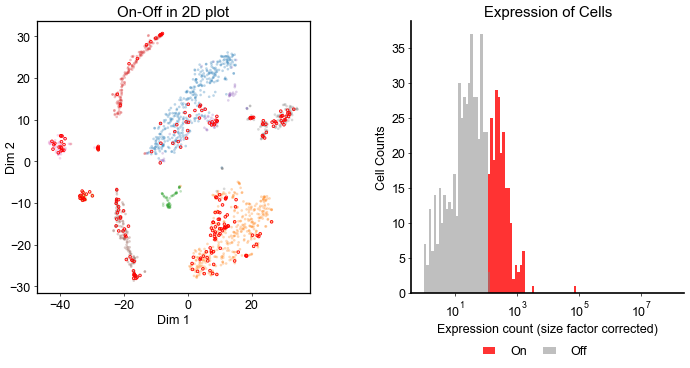 On-Off in 2D plot
Expression of Cells
Dim 2
30
20
10
0
−10
−20
−30
−40
−20
0
20
Dim 1
Cell Counts
35
30
25
20
15
10
5
0
10^1
10^3
10^5
10^7
Expression count (size factor corrected)
On
Off